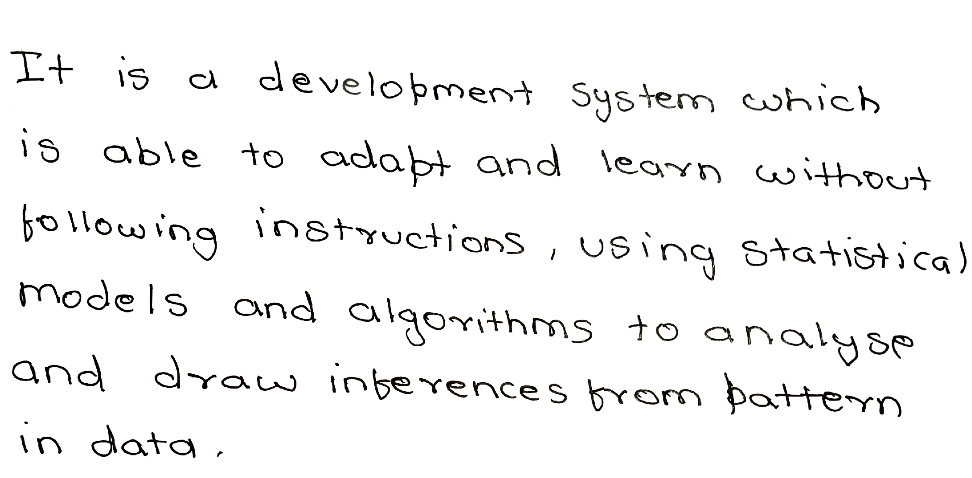 It is a development system which
is able to adapt and learn without
following instructions, using statistical
models and algorithms to analyse
and draw inferences from pattern
in data.